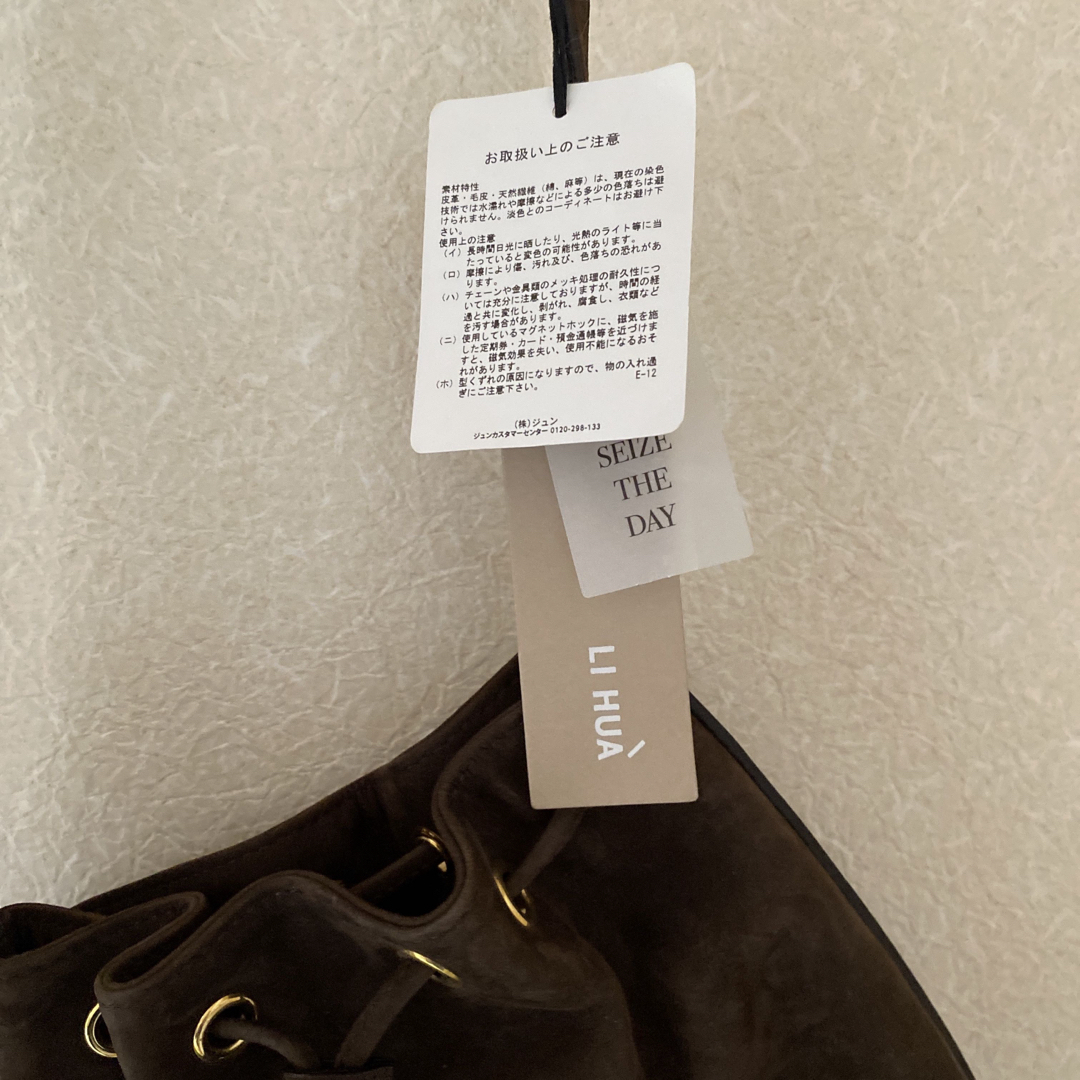 お取扱い上のご注意
素材特性
皮革・毛皮・天然繊維（綿、麻等）は、現在の染色
技術では水濡れや摩擦などによる多少の色落ちは避
けられません。淡色とのコーディネートはお避け下
さい。
使用上の注意
（イ）長時間日光に晒したり、光熱のライト等に当
たっていると変色の可能性があります。
（ロ）摩擦により傷、汚れ及び、色落ちの恐れがあ
ります。
（ハ）チェーンや金具類のメッキ処理の耐久性につ
いては充分に注意しておりますが、時間の経
過と共に変化し、剥がれ、腐食し、衣類など
を汚す場合があります。
（ニ）使用しているマグネットホックに、磁気を施
した定期券・カード・預金通帳等を近づけま
すと、磁気効果を失い、使用不能になるおそ
れがあります。
（ホ）型くずれの原因になりますので、物の入れ過
ぎにご注意下さい。 E-12
（株）ジュン
ジュンカスタマーセンター 0120-298-133
SEIZE
THE
DAY
LI HUÀ